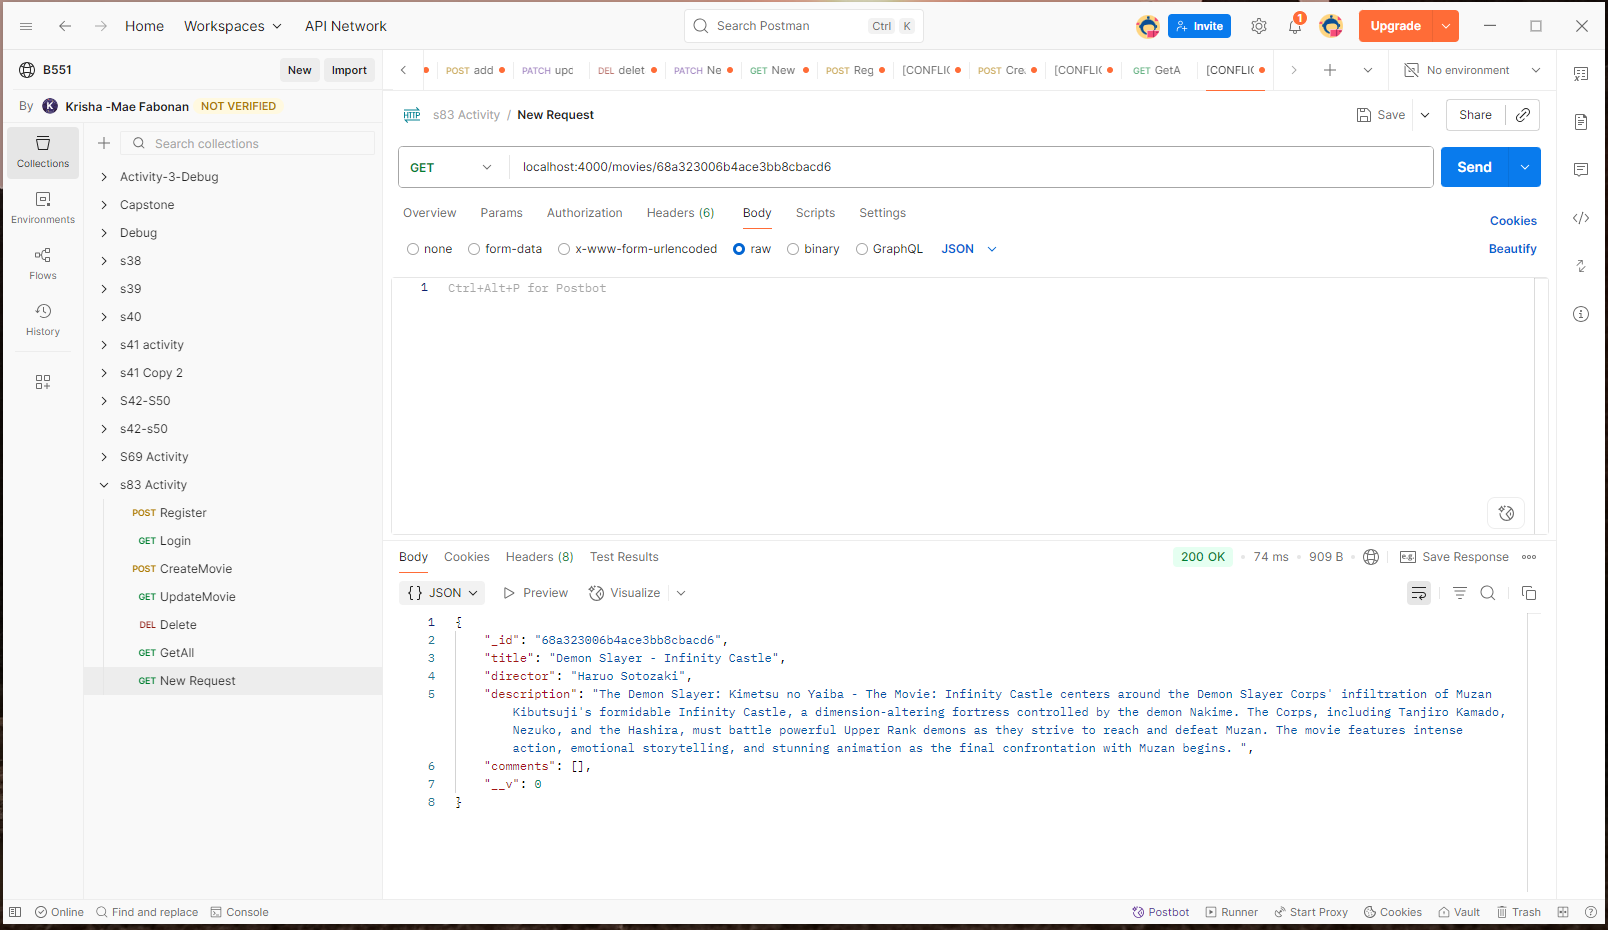 Home Workspaces API Network Search Postman Ctrl K Invite 1 Upgrade
B551 New Import
POST add PATCH upc DEL delet PATCH Ne GET New POST Reg [CONFLIC POST Cre. [CONFLIC GET GetA [CONFLIC No environment
By K Krisha -Mae Fabonan NOT VERIFIED
HTTP s83 Activity / New Request Save Share
Collections
Environments
Flows
History
Search collections
Activity-3-Debug
Capstone
Debug
s38
s39
s40
s41 activity
s41 Copy 2
S42-S50
s42-s50
S69 Activity
s83 Activity
POST Register
GET Login
POST CreateMovie
GET UpdateMovie
DEL Delete
GET GetAll
GET New Request
GET localhost:4000/movies/68a323006b4ace3bb8cbacd6 Send
Overview Params Authorization Headers (6) Body Scripts Settings Cookies
none form-data x-www-form-urlencoded raw binary GraphQL JSON Beautify
1 Ctrl+Alt+P for Postbot
Body Cookies Headers (8) Test Results 200 OK • 74 ms • 909 B • e.g. Save Response
{} JSON Preview Visualize
1 {
2 "_id": "68a323006b4ace3bb8cbacd6",
3 "title": "Demon Slayer - Infinity Castle",
4 "director": "Haruo Sotozaki",
5 "description": "The Demon Slayer: Kimetsu no Yaiba - The Movie: Infinity Castle centers around the Demon Slayer Corps' infiltration of Muzan
Kibutsuji's formidable Infinity Castle, a dimension-altering fortress controlled by the demon Nakime. The Corps, including Tanjiro Kamado,
Nezuko, and the Hashira, must battle powerful Upper Rank demons as they strive to reach and defeat Muzan. The movie features intense
action, emotional storytelling, and stunning animation as the final confrontation with Muzan begins. ",
6 "comments": [],
7 "__v": 0
8 }
Online Find and replace Console Postbot Runner Start Proxy Cookies Vault Trash